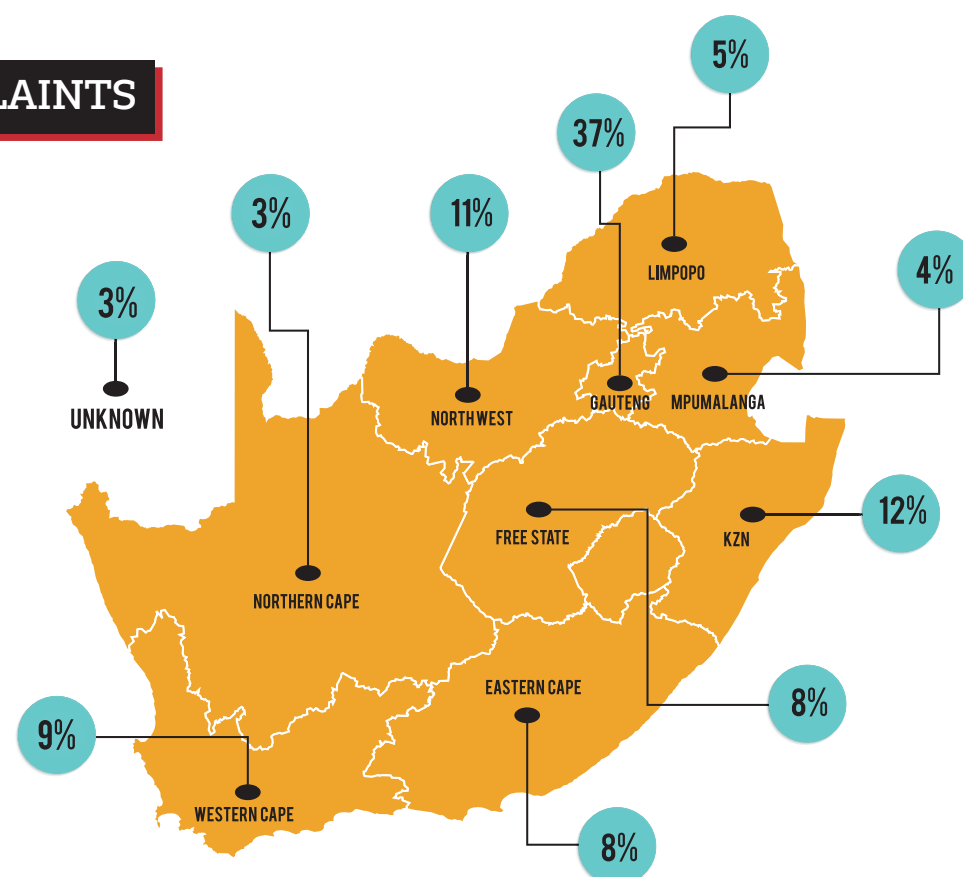 LAINTS
5%
37%
3%
11%
4%
3%
LIMPOPO
UNKNOWN
NORTH WEST
GAUTENG
MPUMALANGA
12%
FREE STATE
KZN
NORTHERN CAPE
EASTERN CAPE
8%
9%
WESTERN CAPE
8%